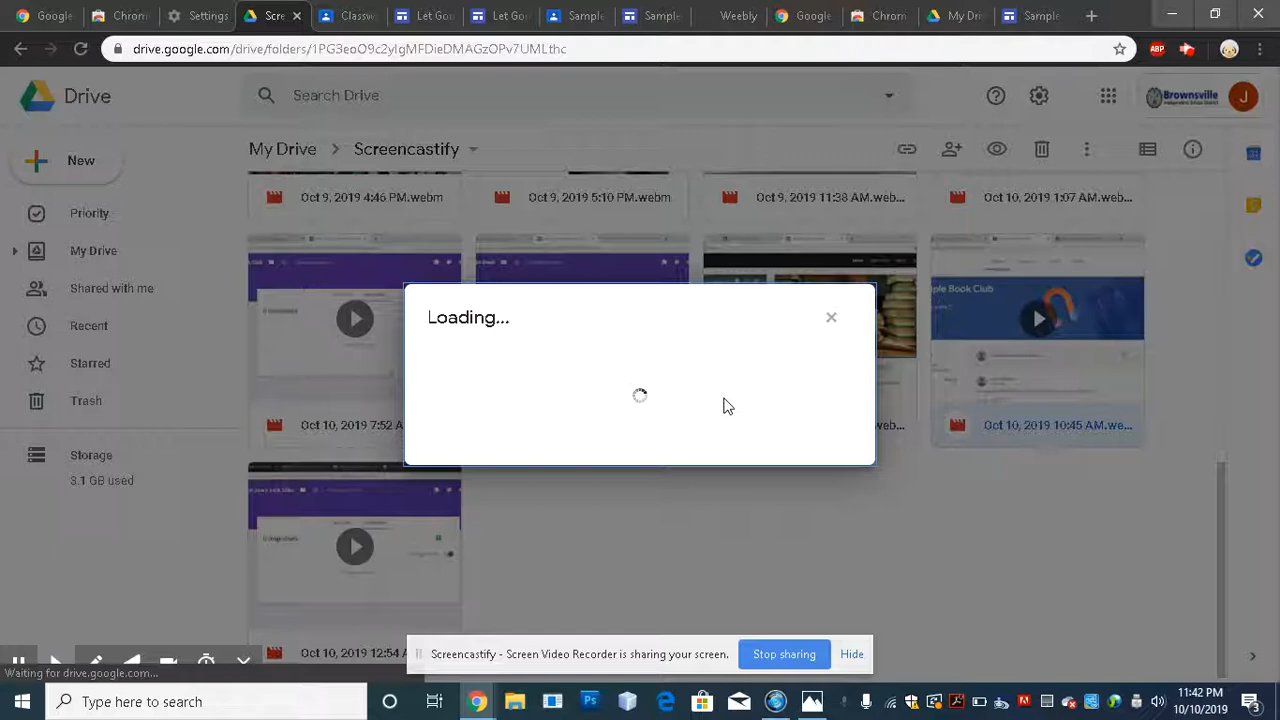 Google
Chrom
Settings
Scre
Classw
Let Go
Let Go
Sample
Sample
Weebly
Google
Chrom
My Dri
Sample
drive.google.com/drive/folders/1PG3eoO9c2yIgMFDieDMAGzOPv7UMLthc
ABP
Drive
Search Drive
Brownsville
J
New
My Drive
Screencastify
Priority
My Drive
Shared with me
Recent
Starred
Trash
Storage
3.1 GB used
Oct 9, 2019 4:46 PM.webm
Oct 9, 2019 5:10 PM.webm
Oct 9, 2019 11:38 AM.web...
Oct 10, 2019 1:07 AM.web...
ple Book Club
Oct 10, 2019 7:52 A
Oct 10, 2019 10:45 AM.we...
Loading...
Oct 10, 2019 12:54 A
Screencastify - Screen Video Recorder is sharing your screen.
Stop sharing
Hide
Waiting for drive.google.com...
Type here to search
11:42 PM
10/10/2019